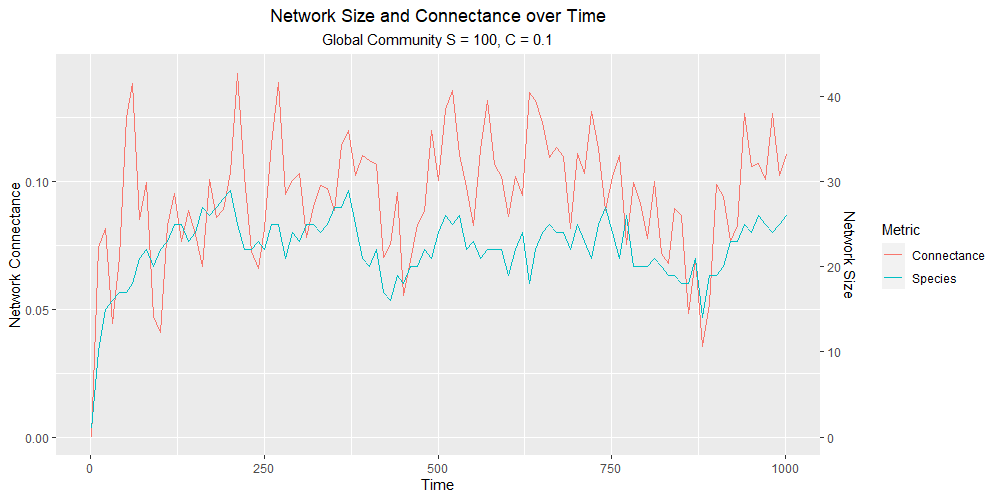 Network Size and Connectance over Time
Global Community S = 100, C = 0.1
Network Connectance
0.10
0.05
0.00
40
30
20
10
0
Network Size
0
250
500
750
1000
Time
Metric
Connectance
Species